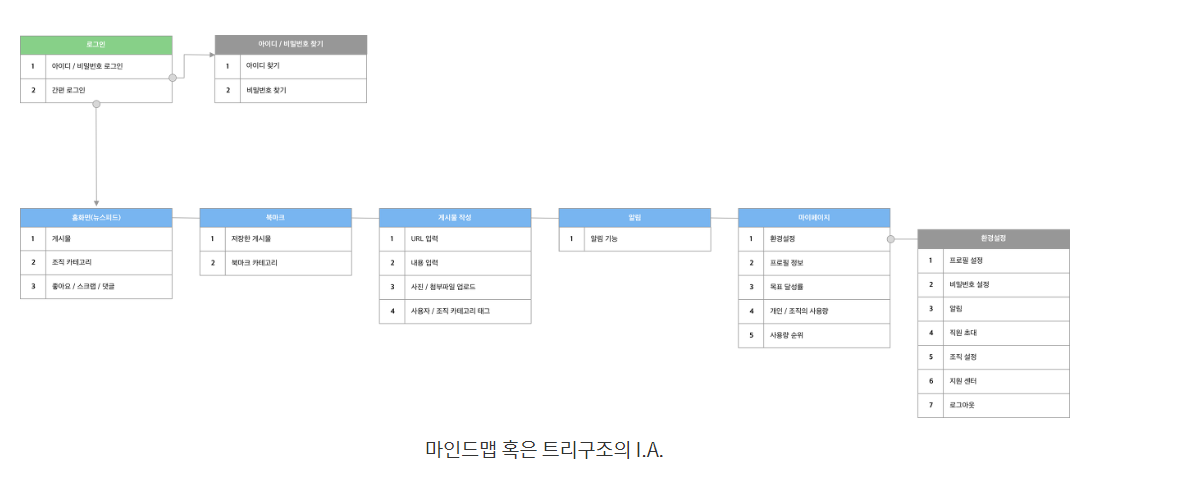 로그인
1 아이디 / 비밀번호 로그인
2 간편 로그인
아이디 / 비밀번호 찾기
1 아이디 찾기
2 비밀번호 찾기
홈화면(뉴스피드)
1 게시물
2 조직 카테고리
3 좋아요 / 스크랩 / 댓글
북마크
1 저장한 게시물
2 북마크 카테고리
게시물 작성
1 URL 입력
2 내용 입력
3 사진 / 첨부파일 업로드
4 사용자 / 조직 카테고리 태그
알림
1 알림 기능
마이페이지
1 환경설정
2 프로필 정보
3 목표 달성률
4 개인 / 조직의 사용량
5 사용량 순위
환경설정
1 프로필 설정
2 비밀번호 설정
3 알림
4 직원 초대
5 조직 설정
6 지원 센터
7 로그아웃
마인드맵 혹은 트리구조의 I.A.